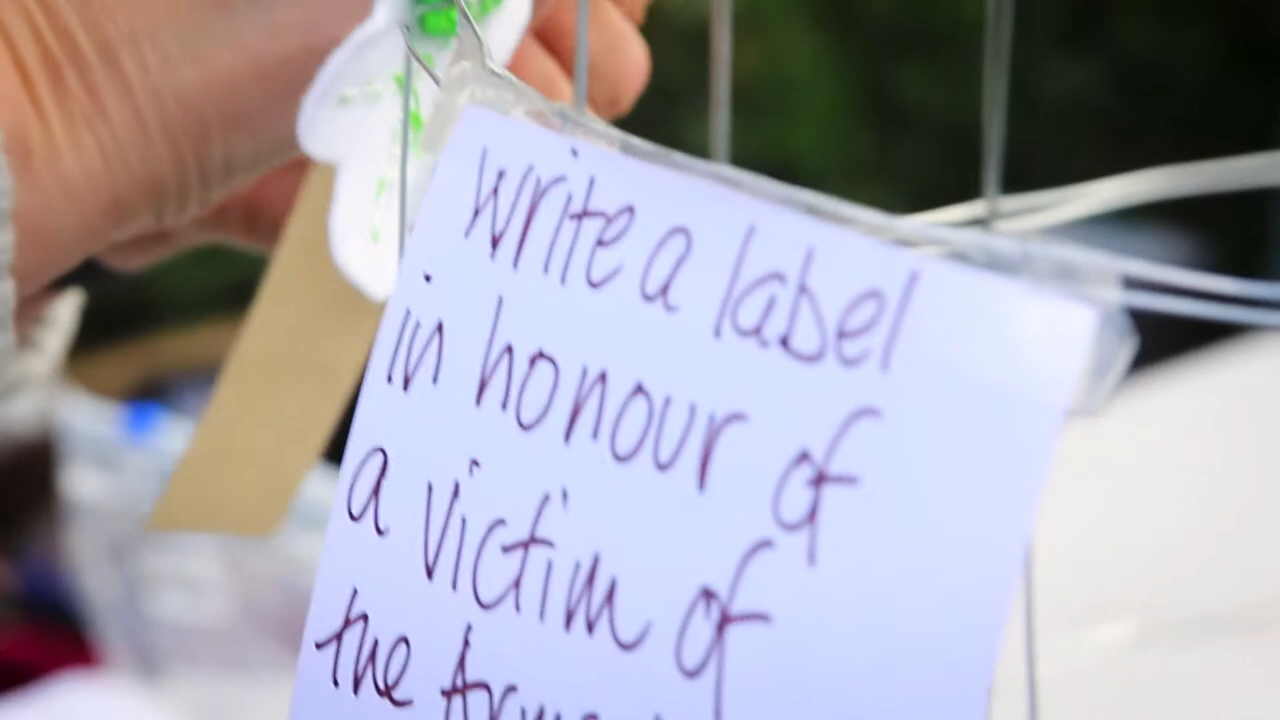 write a label
in honour of
a victim of
the